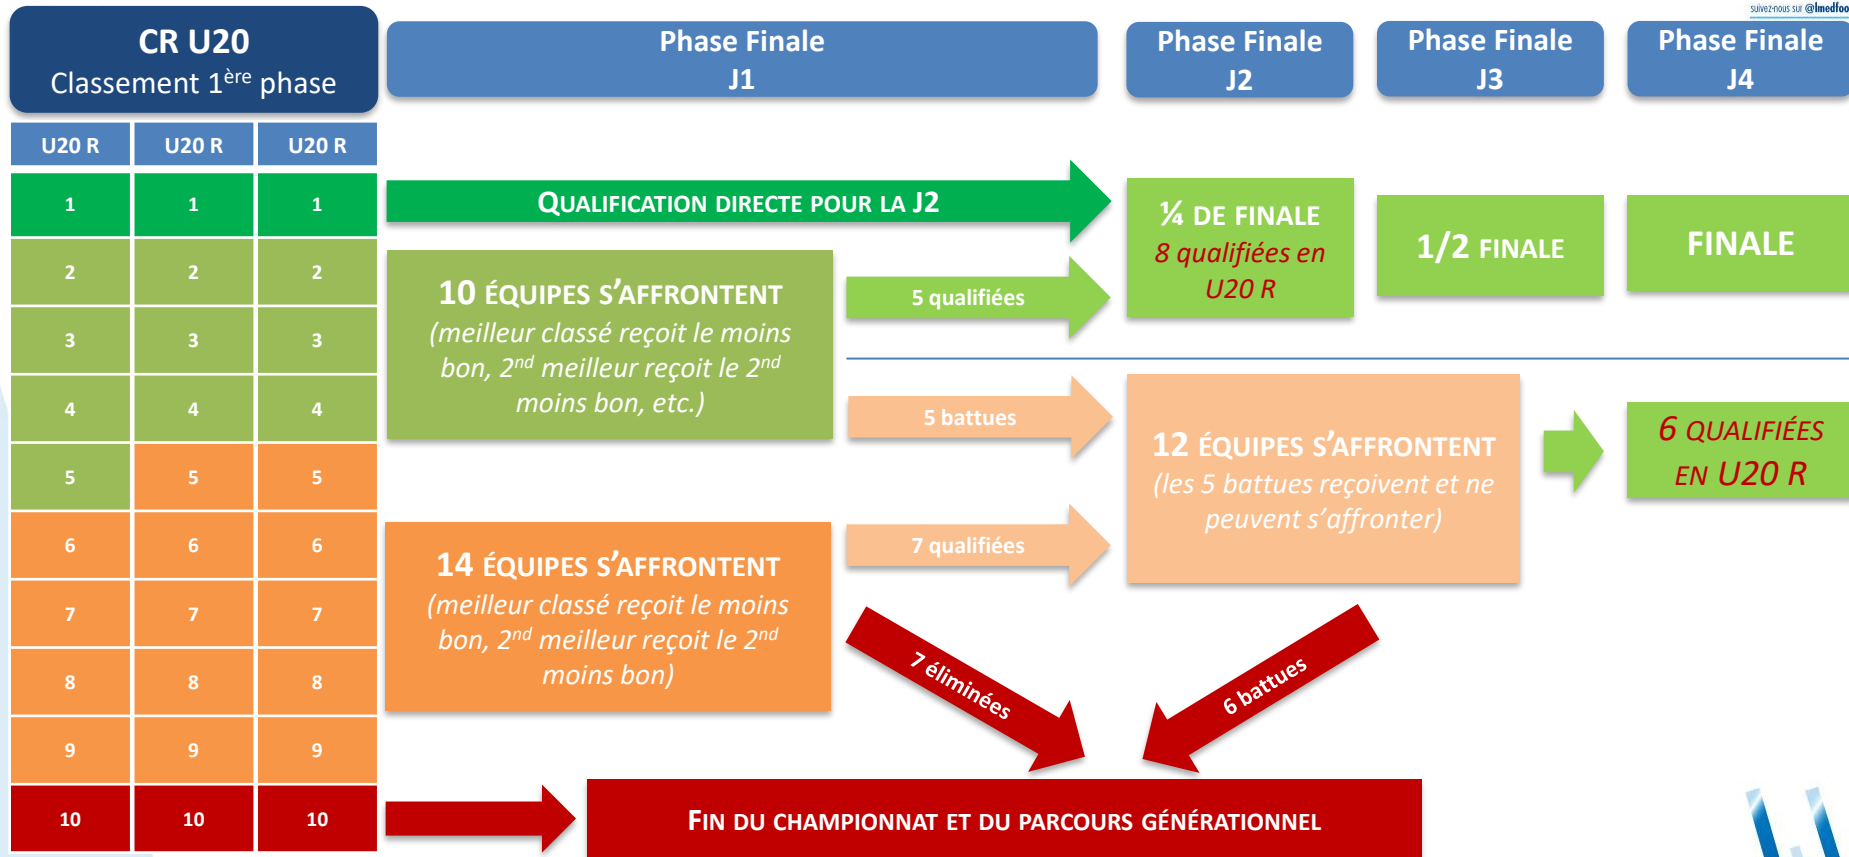 suivez-nous sur @lmedfoo
CR U20
Classement 1ère phase
Phase Finale
J1
Phase Finale
J2
Phase Finale
J3
Phase Finale
J4
U20 R U20 R U20 R
1 1 1
2 2 2
3 3 3
4 4 4
5 5 5
6 6 6
7 7 7
8 8 8
9 9 9
10 10 10
QUALIFICATION DIRECTE POUR LA J2
10 ÉQUIPES S'AFFRONTENT
(meilleur classé reçoit le moins
bon, 2nd meilleur reçoit le 2nd
moins bon, etc.)
5 qualifiées
5 battues
¼ DE FINALE
8 qualifiées en
U20 R
1/2 FINALE
FINALE
14 ÉQUIPES S'AFFRONTENT
(meilleur classé reçoit le moins
bon, 2nd meilleur reçoit le 2nd
moins bon)
7 qualifiées
7 éliminées
12 ÉQUIPES S'AFFRONTENT
(les 5 battues reçoivent et ne
peuvent s'affronter)
6 QUALIFIÉES
EN U20 R
6 battues
FIN DU CHAMPIONNAT ET DU PARCOURS GÉNÉRATIONNEL